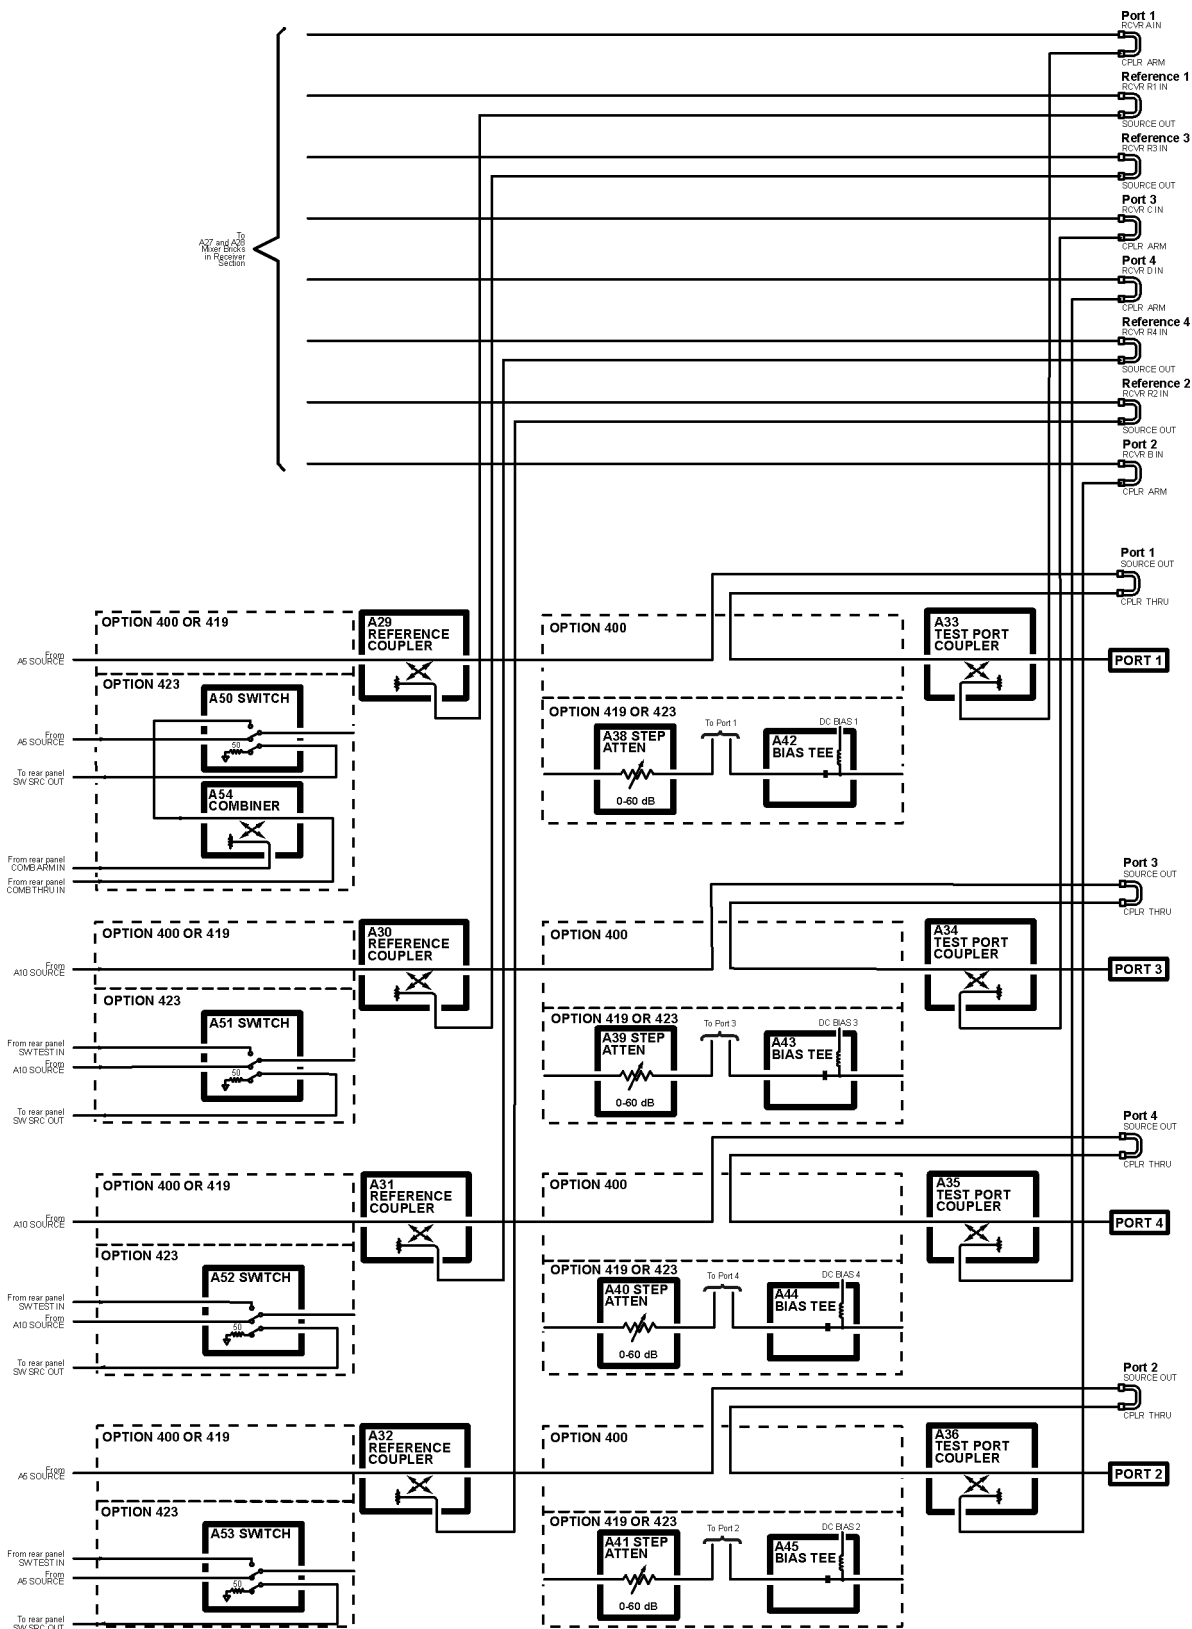 Port 1
RCVR A IN
CPLR ARM
Reference 1
RCVR R1 IN
SOURCE OUT
Reference 3
RCVR R3 IN
SOURCE OUT
Port 3
RCVR C IN
CPLR ARM
To
A27 and A28
Mixer Bricks
in Receiver
Section
Port 4
RCVR D IN
CPLR ARM
Reference 4
RCVR R4 IN
SOURCE OUT
Reference 2
RCVR R2 IN
SOURCE OUT
Port 2
RCVR B IN
CPLR ARM
Port 1
SOURCE OUT
CPLR THRU
OPTION 400 OR 419
From
A5 SOURCE
A29
REFERENCE
COUPLER
OPTION 400
A33
TEST PORT
COUPLER
PORT 1
OPTION 423
A50 SWITCH
From
A5 SOURCE
50
To rear panel
SW SRC OUT
A54
COMBINER
From rear panel
COMB ARM IN
From rear panel
COMB THRU IN
OPTION 419 OR 423
A38 STEP
ATTEN
0-60 dB
To Port 1
A42
BIAS TEE
DC BIAS 1
Port 3
SOURCE OUT
CPLR THRU
OPTION 400 OR 419
From
A10 SOURCE
A30
REFERENCE
COUPLER
OPTION 400
A34
TEST PORT
COUPLER
PORT 3
OPTION 423
A51 SWITCH
From rear panel
SW TEST IN
From
A10 SOURCE
50
To rear panel
SW SRC OUT
OPTION 419 OR 423
A39 STEP
ATTEN
0-60 dB
To Port 3
A43
BIAS TEE
DC BIAS 3
Port 4
SOURCE OUT
CPLR THRU
OPTION 400 OR 419
From
A10 SOURCE
A31
REFERENCE
COUPLER
OPTION 400
A35
TEST PORT
COUPLER
PORT 4
OPTION 423
A52 SWITCH
From rear panel
SW TEST IN
From
A10 SOURCE
50
To rear panel
SW SRC OUT
OPTION 419 OR 423
A40 STEP
ATTEN
0-60 dB
To Port 4
A44
BIAS TEE
DC BIAS 4
Port 2
SOURCE OUT
CPLR THRU
OPTION 400 OR 419
From
A5 SOURCE
A32
REFERENCE
COUPLER
OPTION 400
A36
TEST PORT
COUPLER
PORT 2
OPTION 423
A53 SWITCH
From rear panel
SW TEST IN
From
A5 SOURCE
50
To rear panel
SW SRC OUT
OPTION 419 OR 423
A41 STEP
ATTEN
0-60 dB
To Port 2
A45
BIAS TEE
DC BIAS 2